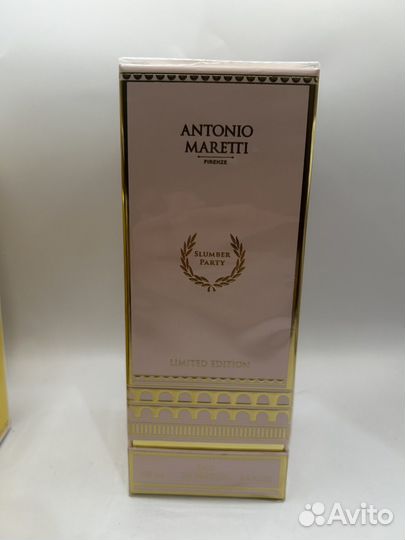 ANTONIO
MARETTI
FIRENZE
SLUMBER
PARTY
LIMITED EDITION
Avito